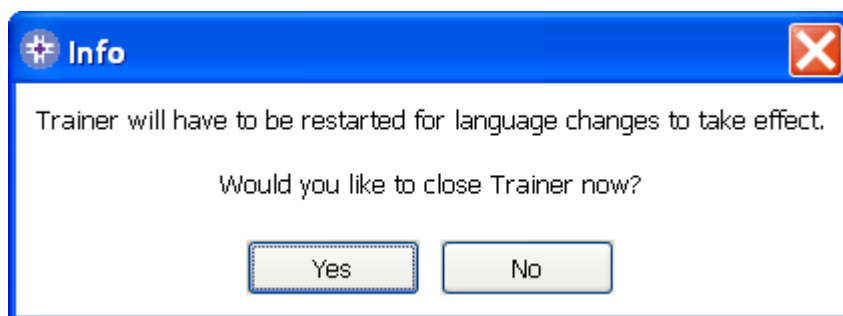 Info
Trainer will have to be restarted for language changes to take effect.
Would you like to close Trainer now?
Yes No